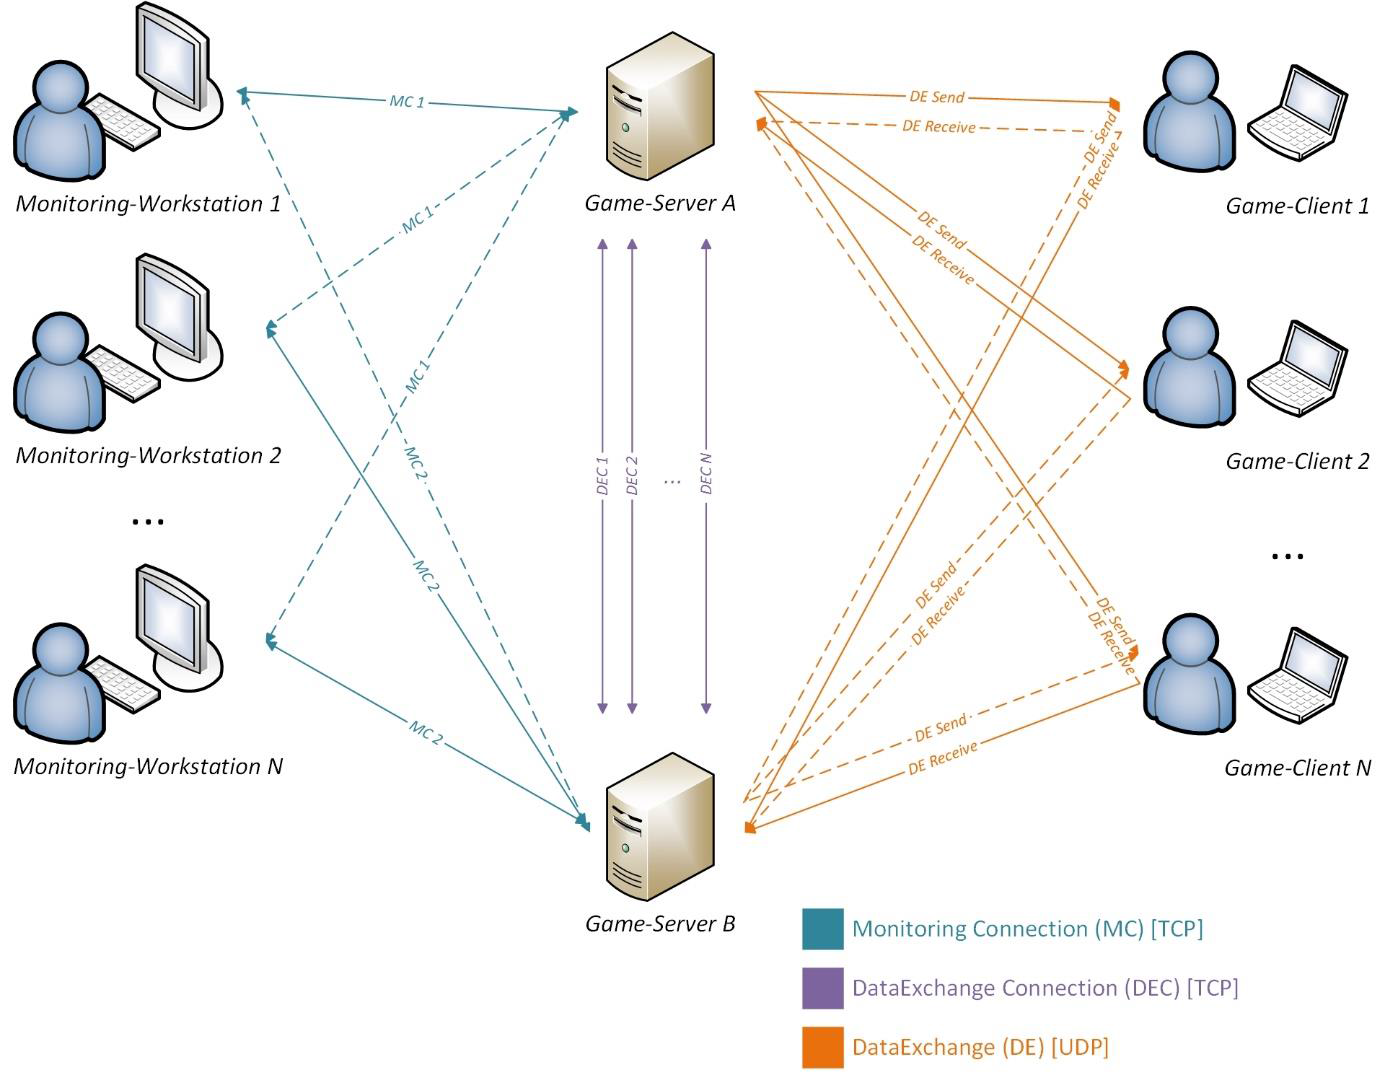 MC 1
DE Send
DE Receive
DE Send
DE Receive
Monitoring-Workstation 1
Game-Server A
Game-Client 1
MC 1
DE Send
DE Receive
MC 1
Monitoring-Workstation 2
MC 2
DEC 1
DEC 2
...
DEC N
Game-Client 2
...
...
MC 2
DE Send
DE Receive
DE Send
DE Receive
MC 2
DE Send
DE Receive
Monitoring-Workstation N
Game-Client N
Game-Server B
Monitoring Connection (MC) [TCP]
DataExchange Connection (DEC) [TCP]
DataExchange (DE) [UDP]